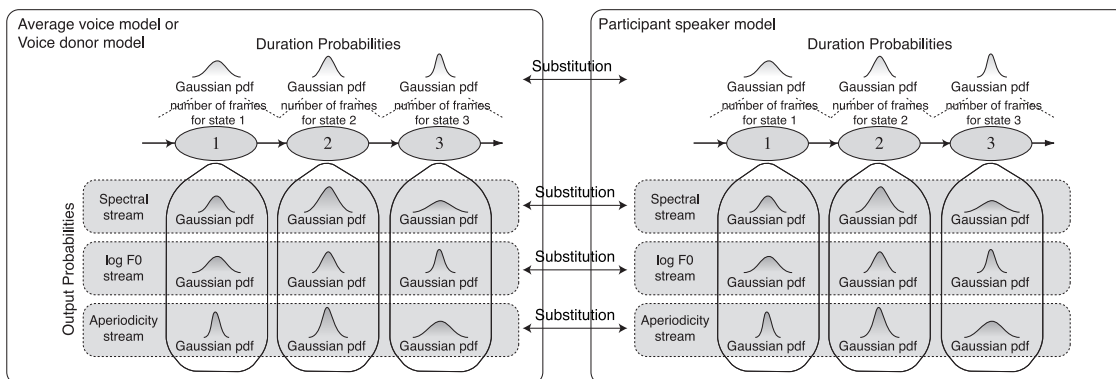 Average voice model or
Voice donor model
Duration Probabilities
Gaussian pdf Gaussian pdf Gaussian pdf
number of frames number of frames number of frames
for state 1 for state 2 for state 3
1 2 3
Output Probabilities
Spectral
stream
Gaussian pdf Gaussian pdf Gaussian pdf
log F0
stream
Gaussian pdf Gaussian pdf Gaussian pdf
Aperiodicity
stream
Gaussian pdf Gaussian pdf Gaussian pdf
Substitution
Substitution
Substitution
Substitution
Participant speaker model
Duration Probabilities
Gaussian pdf Gaussian pdf Gaussian pdf
number of frames number of frames number of frames
for state 1 for state 2 for state 3
1 2 3
Spectral
stream
Gaussian pdf Gaussian pdf Gaussian pdf
log F0
stream
Gaussian pdf Gaussian pdf Gaussian pdf
Aperiodicity
stream
Gaussian pdf Gaussian pdf Gaussian pdf